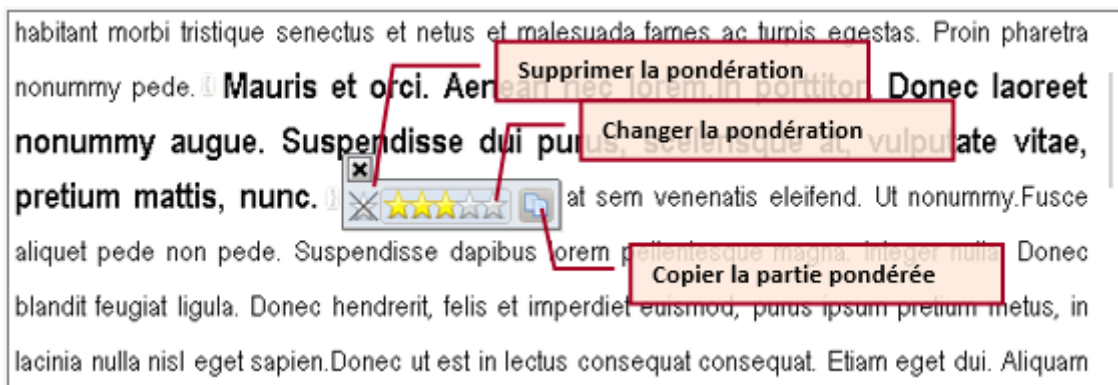 habitant morbi tristique senectus et netus et malesuada fames ac turpis egestas. Proin pharetra
Supprimer la pondération
nonummy pede. Mauris et orci. Aenean nec lorem. In porttitor. Donec laoreet
Changer la pondération
nonummy augue. Suspendisse dui purus, scelerisque at, vulputate vitae,
pretium mattis, nunc. at sem venenatis eleifend. Ut nonummy.Fusce
aliquet pede non pede. Suspendisse dapibus lorem pellentesque magna. Integer nulla. Donec
Copier la partie pondérée
blandit feugiat ligula. Donec hendrerit, felis et imperdiet euismod, purus ipsum pretium metus, in
lacinia nulla nisl eget sapien.Donec ut est in lectus consequat consequat. Etiam eget dui. Aliquam